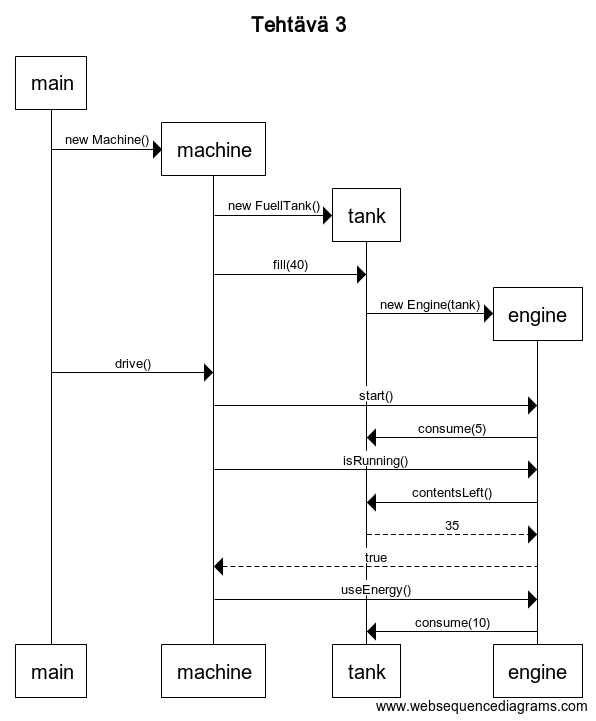 Tehtävä 3
main
new Machine()
machine
new FuellTank()
tank
fill(40)
new Engine(tank)
engine
drive()
start()
consume(5)
isRunning()
contentsLeft()
35
true
useEnergy()
consume(10)
main
machine
tank
engine
www.websequencediagrams.com